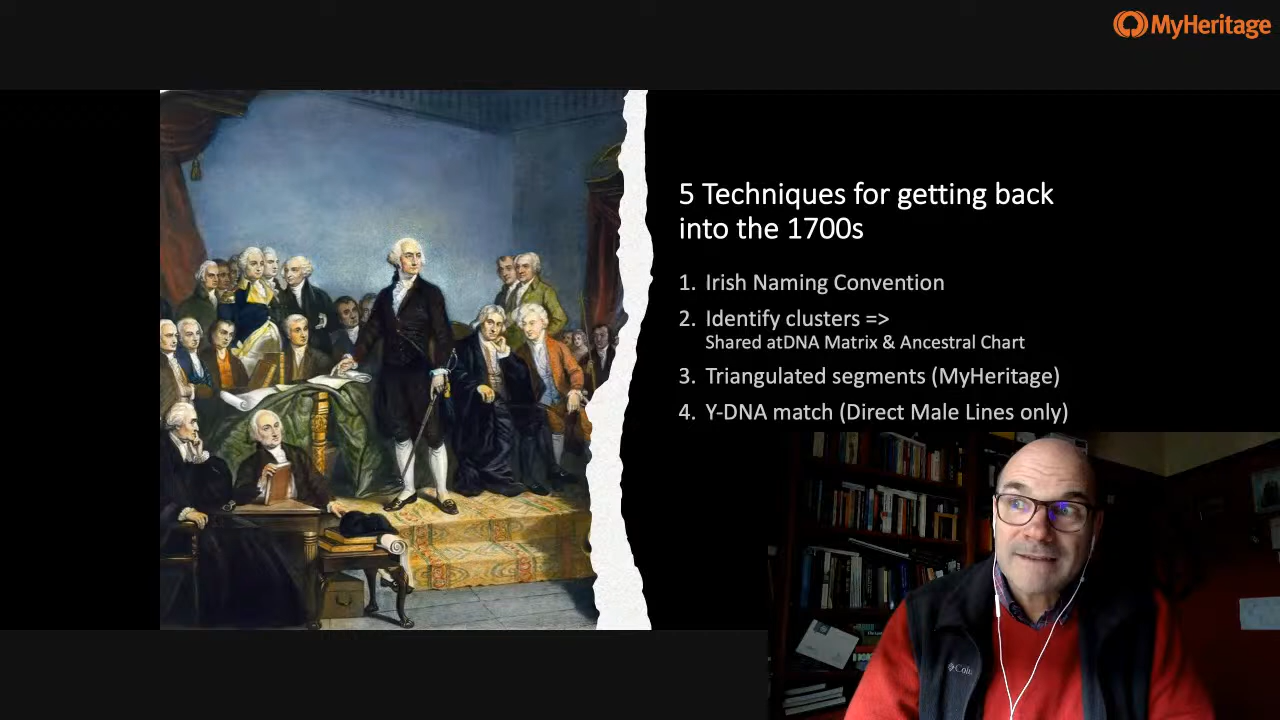 MyHeritage
5 Techniques for getting back
into the 1700s
1. Irish Naming Convention
2. Identify clusters =>
Shared atDNA Matrix & Ancestral Chart
3. Triangulated segments (MyHeritage)
4. Y-DNA match (Direct Male Lines only)